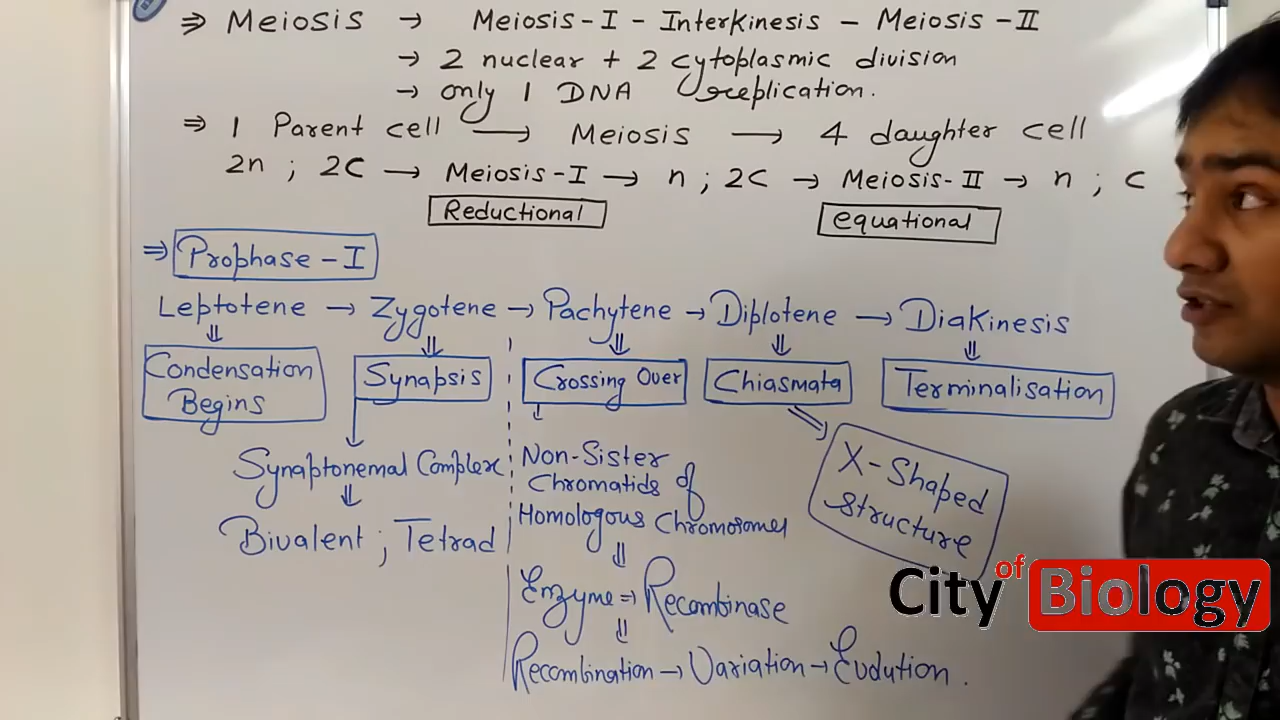 ⇒ Meiosis → Meiosis-I - Interkinesis - Meiosis-II
→ 2 nuclear + 2 cytoplasmic division
→ only 1 DNA replication.
⇒ 1 Parent cell → Meiosis → 4 daughter cell
2n ; 2C → Meiosis-I → n ; 2C → Meiosis-II → n ; C
Reductional equational
⇒ Prophase-I
Leptotene → Zygotene → Pachytene → Diplotene → Diakinesis
⇓ ⇓ ⇓ ⇓ ⇓
Condensation Begins Synapsis Crossing Over Chiasmata Terminalisation
Synaptonemal Complex
⇓
Bivalent ; Tetrad
Non-Sister
Chromatids of
Homologous Chromosomes
⇓
Enzyme ⇒ Recombinase
⇓
Recombination → Variation → Evolution.
X-Shaped
structure
City of Biology